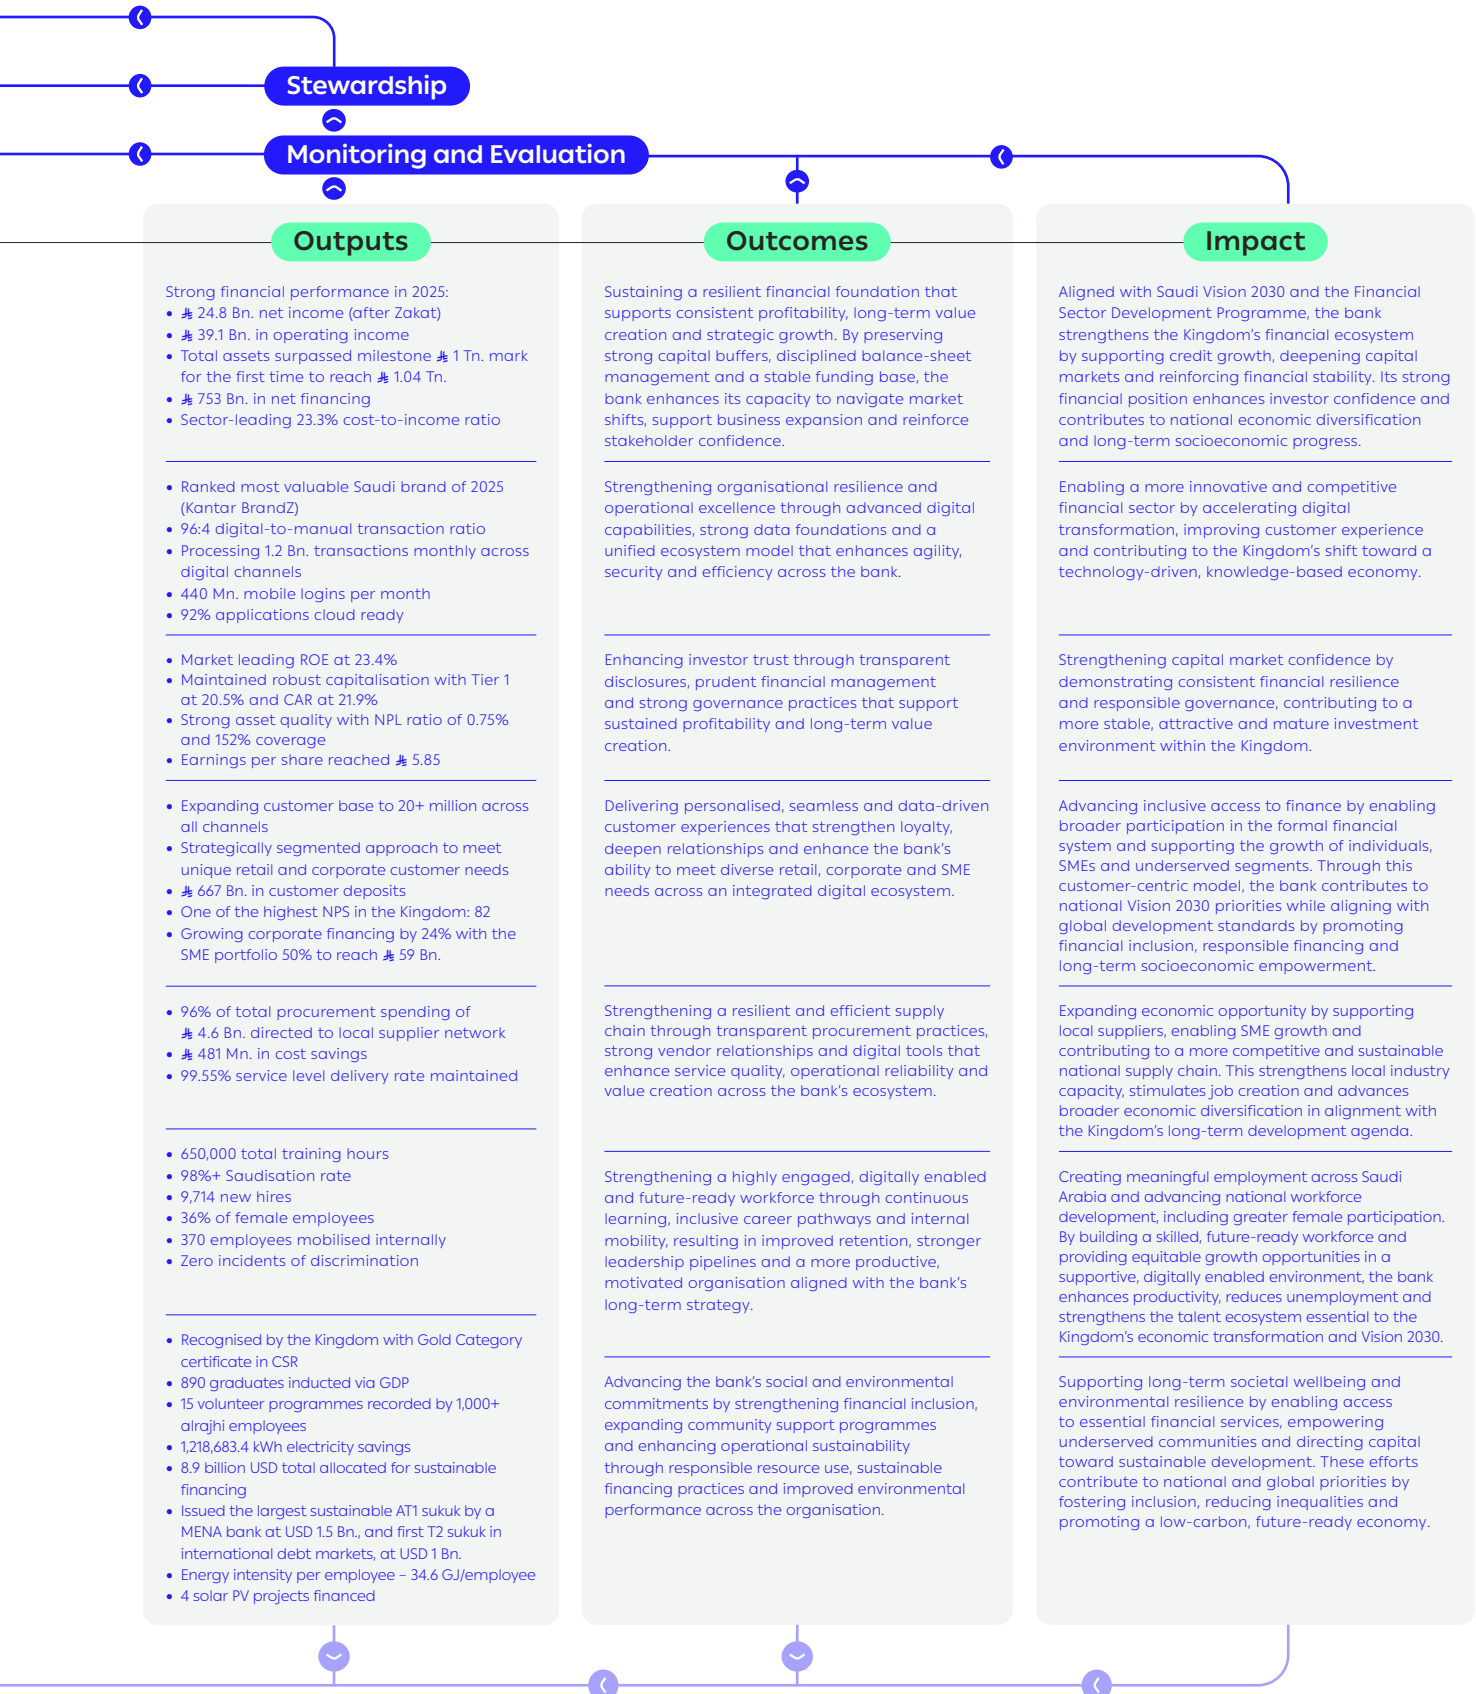 Stewardship
Monitoring and Evaluation
Outputs
Strong financial performance in 2025:
• 24.8 Bn. net income (after Zakat)
• 39.1 Bn. in operating income
• Total assets surpassed milestone 1 Tn. mark
for the first time to reach 1.04 Tn.
• 753 Bn. in net financing
• Sector-leading 23.3% cost-to-income ratio
• Ranked most valuable Saudi brand of 2025
(Kantar BrandZ)
• 96:4 digital-to-manual transaction ratio
• Processing 1.2 Bn. transactions monthly across
digital channels
• 440 Mn. mobile logins per month
• 92% applications cloud ready
• Market leading ROE at 23.4%
• Maintained robust capitalisation with Tier 1
at 20.5% and CAR at 21.9%
• Strong asset quality with NPL ratio of 0.75%
and 152% coverage
• Earnings per share reached 5.85
• Expanding customer base to 20+ million across
all channels
• Strategically segmented approach to meet
unique retail and corporate customer needs
• 667 Bn. in customer deposits
• One of the highest NPS in the Kingdom: 82
• Growing corporate financing by 24% with the
SME portfolio 50% to reach 59 Bn.
• 96% of total procurement spending of
4.6 Bn. directed to local supplier network
• 481 Mn. in cost savings
• 99.55% service level delivery rate maintained
• 650,000 total training hours
• 98%+ Saudisation rate
• 9,714 new hires
• 36% of female employees
• 370 employees mobilised internally
• Zero incidents of discrimination
• Recognised by the Kingdom with Gold Category
certificate in CSR
• 890 graduates inducted via GDP
• 15 volunteer programmes recorded by 1,000+
alrajhi employees
• 1,218,683.4 kWh electricity savings
• 8.9 billion USD total allocated for sustainable
financing
• Issued the largest sustainable AT1 sukuk by a
MENA bank at USD 1.5 Bn., and first T2 sukuk in
international debt markets, at USD 1 Bn.
• Energy intensity per employee – 34.6 GJ/employee
• 4 solar PV projects financed
Outcomes
Sustaining a resilient financial foundation that
supports consistent profitability, long-term value
creation and strategic growth. By preserving
strong capital buffers, disciplined balance-sheet
management and a stable funding base, the
bank enhances its capacity to navigate market
shifts, support business expansion and reinforce
stakeholder confidence.
Strengthening organisational resilience and
operational excellence through advanced digital
capabilities, strong data foundations and a
unified ecosystem model that enhances agility,
security and efficiency across the bank.
Enhancing investor trust through transparent
disclosures, prudent financial management
and strong governance practices that support
sustained profitability and long-term value
creation.
Delivering personalised, seamless and data-driven
customer experiences that strengthen loyalty,
deepen relationships and enhance the bank's
ability to meet diverse retail, corporate and SME
needs across an integrated digital ecosystem.
Strengthening a resilient and efficient supply
chain through transparent procurement practices,
strong vendor relationships and digital tools that
enhance service quality, operational reliability and
value creation across the bank's ecosystem.
Strengthening a highly engaged, digitally enabled
and future-ready workforce through continuous
learning, inclusive career pathways and internal
mobility, resulting in improved retention, stronger
leadership pipelines and a more productive,
motivated organisation aligned with the bank's
long-term strategy.
Advancing the bank's social and environmental
commitments by strengthening financial inclusion,
expanding community support programmes
and enhancing operational sustainability
through responsible resource use, sustainable
financing practices and improved environmental
performance across the organisation.
Impact
Aligned with Saudi Vision 2030 and the Financial
Sector Development Programme, the bank
strengthens the Kingdom's financial ecosystem
by supporting credit growth, deepening capital
markets and reinforcing financial stability. Its strong
financial position enhances investor confidence and
contributes to national economic diversification
and long-term socioeconomic progress.
Enabling a more innovative and competitive
financial sector by accelerating digital
transformation, improving customer experience
and contributing to the Kingdom's shift toward a
technology-driven, knowledge-based economy.
Strengthening capital market confidence by
demonstrating consistent financial resilience
and responsible governance, contributing to a
more stable, attractive and mature investment
environment within the Kingdom.
Advancing inclusive access to finance by enabling
broader participation in the formal financial
system and supporting the growth of individuals,
SMEs and underserved segments. Through this
customer-centric model, the bank contributes to
national Vision 2030 priorities while aligning with
global development standards by promoting
financial inclusion, responsible financing and
long-term socioeconomic empowerment.
Expanding economic opportunity by supporting
local suppliers, enabling SME growth and
contributing to a more competitive and sustainable
national supply chain. This strengthens local industry
capacity, stimulates job creation and advances
broader economic diversification in alignment with
the Kingdom's long-term development agenda.
Creating meaningful employment across Saudi
Arabia and advancing national workforce
development, including greater female participation.
By building a skilled, future-ready workforce and
providing equitable growth opportunities in a
supportive, digitally enabled environment, the bank
enhances productivity, reduces unemployment and
strengthens the talent ecosystem essential to the
Kingdom's economic transformation and Vision 2030.
Supporting long-term societal wellbeing and
environmental resilience by enabling access
to essential financial services, empowering
underserved communities and directing capital
toward sustainable development. These efforts
contribute to national and global priorities by
fostering inclusion, reducing inequalities and
promoting a low-carbon, future-ready economy.